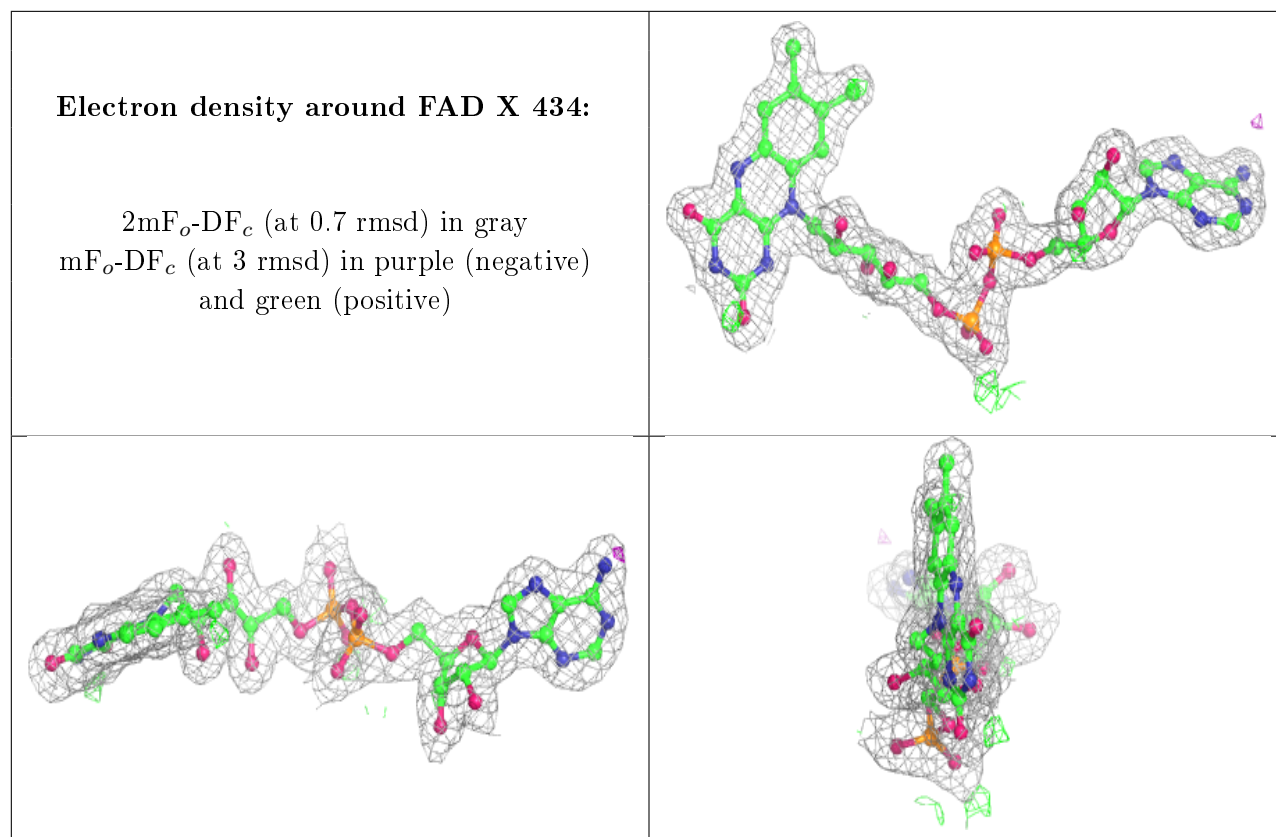 Electron density around FAD X 434:
2mFo-DFc (at 0.7 rmsd) in gray
mFo-DFc (at 3 rmsd) in purple (negative)
and green (positive)